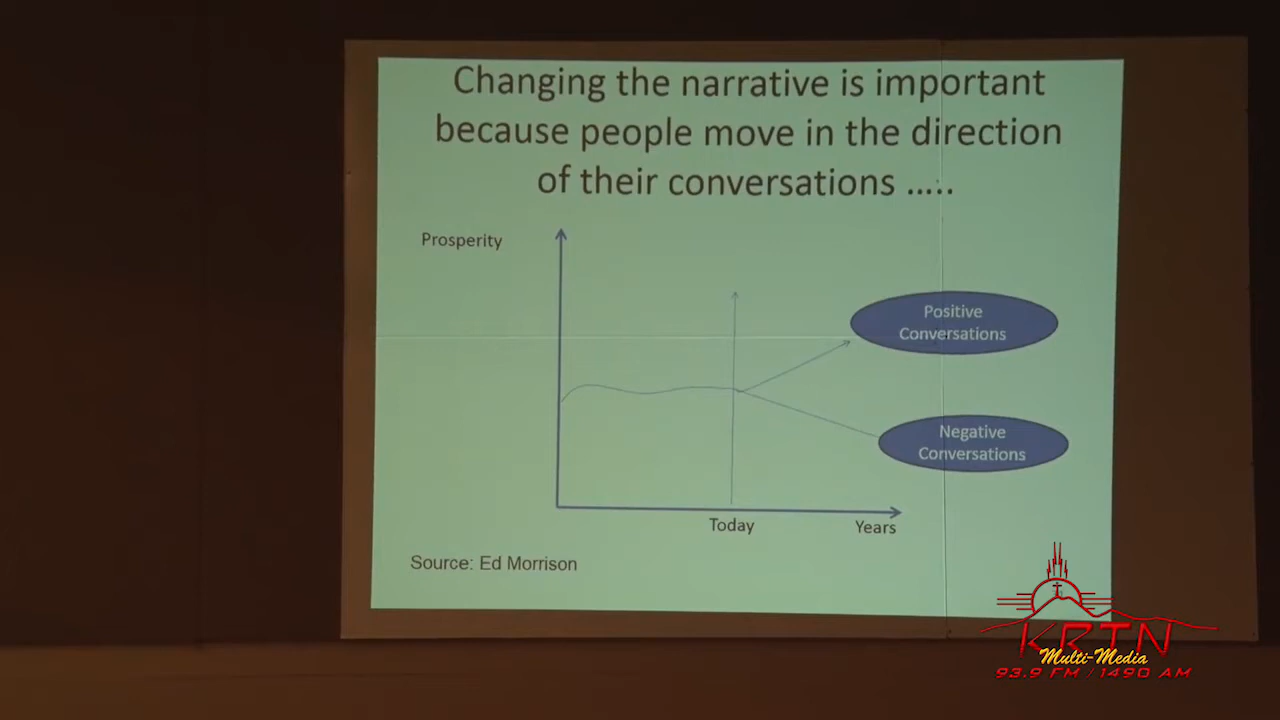 Changing the narrative is important
because people move in the direction
of their conversations .....
Prosperity
Positive
Conversations
Negative
Conversations
Today
Years
Source: Ed Morrison
KRTN
Multi-Media
93.9 FM / 1490 AM